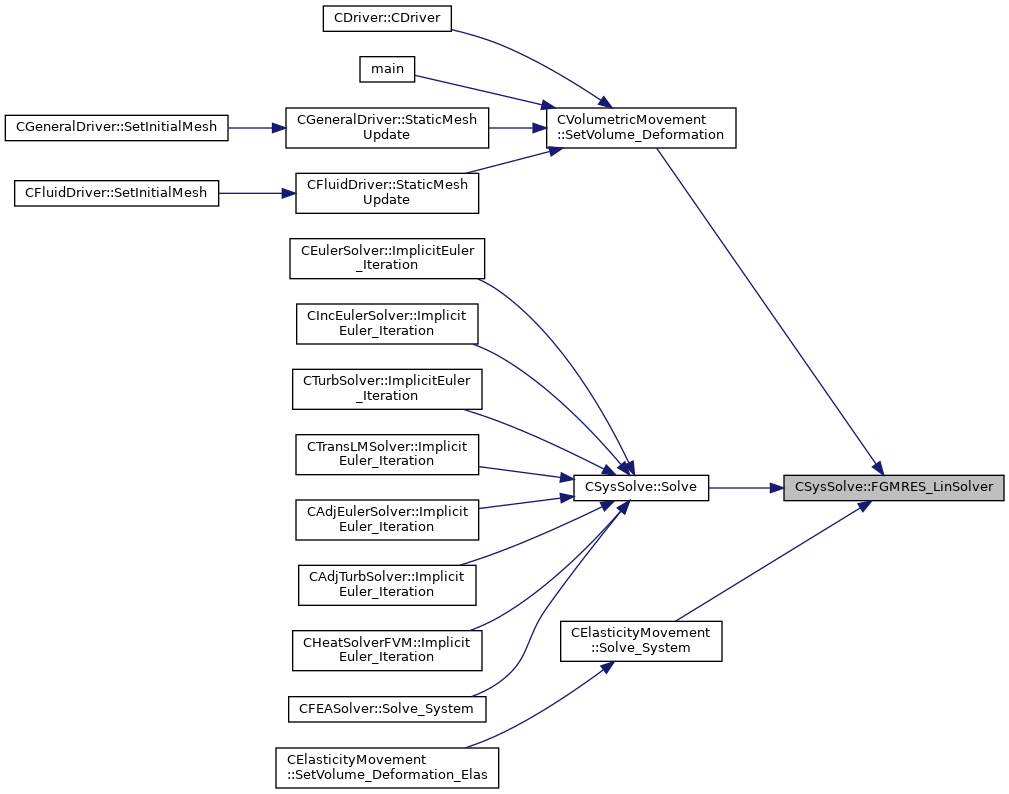 CDriver::CDriver
main
CVolumetricMovement
::SetVolume_Deformation
CGeneralDriver::StaticMesh
Update
CGeneralDriver::SetInitialMesh
CFluidDriver::StaticMesh
Update
CFluidDriver::SetInitialMesh
CEulerSolver::ImplicitEuler
_Iteration
CIncEulerSolver::Implicit
Euler_Iteration
CTurbSolver::ImplicitEuler
_Iteration
CTransLMSolver::Implicit
Euler_Iteration
CSysSolve::Solve
CSysSolve::FGMRES_LinSolver
CAdjEulerSolver::Implicit
Euler_Iteration
CAdjTurbSolver::Implicit
Euler_Iteration
CHeatSolverFVM::Implicit
Euler_Iteration
CElasticityMovement
::Solve_System
CFEASolver::Solve_System
CElasticityMovement
::SetVolume_Deformation_Elas